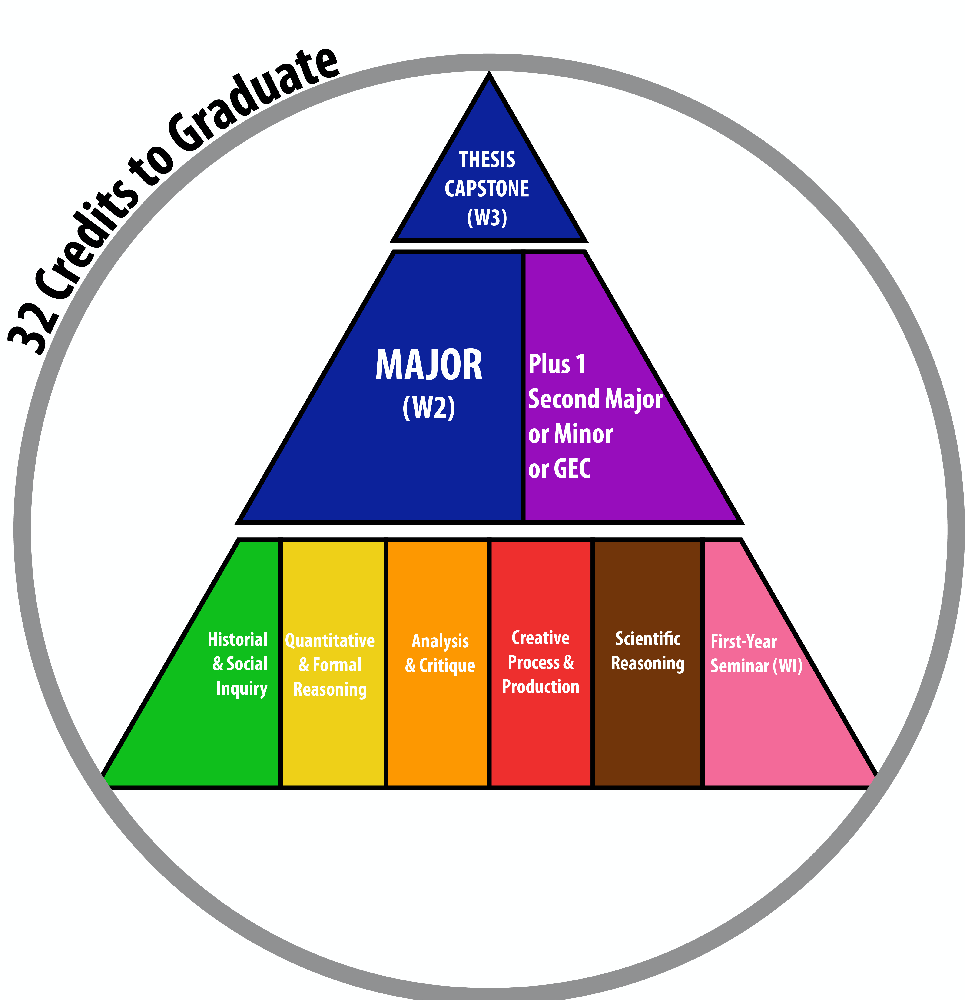 32 Credits to Graduate
THESIS
CAPSTONE
(W3)
MAJOR
(W2)
Plus 1
Second Major
or Minor
or GEC
Historial
& Social
Inquiry
Quantitative
& Formal
Reasoning
Analysis
& Critique
Creative
Process &
Production
Scientific
Reasoning
First-Year
Seminar (WI)